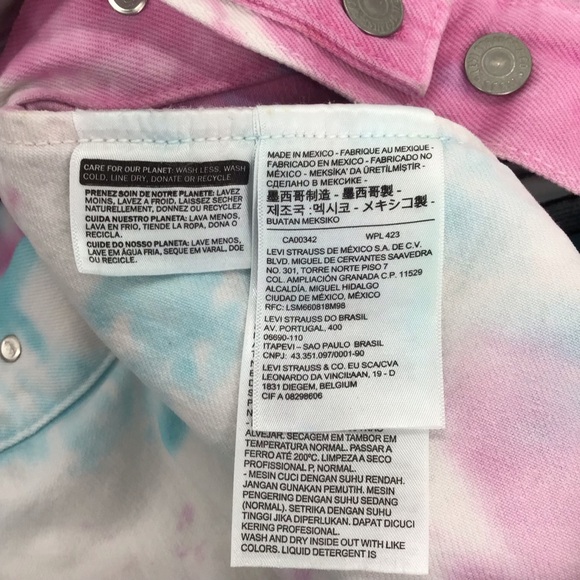 CARE FOR OUR PLANET: WASH LESS, WASH
COLD, LINE DRY, DONATE OR RECYCLE.
PRENEZ SOIN DE NOTRE PLANETE: LAVEZ
MOINS, LAVEZ A FROID. LAISSEZ SÉCHER
NATURELLEMENT, DONNEZ OU RECYCLEZ
CUIDA NUESTRO PLANETA: LAVA MENOS,
LAVA EN FRIO, TIENDE LA ROPA, DONA O
RECICLA.
CUIDE DO NOSSO PLANETA: LAVE MENOS,
LAVE EM ÁGUA FRIA, SEQUE EM VARAL, DOE
OU RECICLE.
MADE IN MEXICO - FABRIQUE AU MEXIQUE -
FABRICADO EN MEXICO - FABRICADO NO
MÉXICO - MEKSİKA' DA ÜRETİLMİŞTİR -
СДЕЛАНО В МЕКСИКЕ -
墨西哥制造 - 墨西哥製 -
제조국 :멕시코 - メキシコ製 -
BUATAN MEKSIKO
CA00342 WPL 423
LEVI STRAUSS DE MÉXICO S.A. DE C.V.
BLVD. MIGUEL DE CERVANTES SAAVEDRA
NO. 301, TORRE NORTE PISO 7
COL. AMPLIACIÓN GRANADA C.P. 11529
ALCALDÍA. MIGUEL HIDALGO
CIUDAD DE MÉXICO, MÉXICO
RFC: LSM660818M98
LEVI STRAUSS DO BRASIL
AV. PORTUGAL, 400
06690-110
ITAPEVI – SAO PAULO BRASIL
CNPJ: 43.351.097/0001-90
LEVI STRAUSS & CO. EU SCA/CVA
LEONARDO DA VINCILAAN, 19 - D
1831 DIEGEM, BELGIUM
CIF A 08298606
ALVEJAR. SECAGEM EM TAMBOR EM
TEMPERATURA NORMAL. PASSAR A
FERRO ATÉ 200ºC. LIMPEZA A SECO
PROFISSIONAL P, NORMAL.
- MESIN CUCI DENGAN SUHU RENDAH.
JANGAN GUNAKAN PEMUTIH. MESIN
PENGERING DENGAN SUHU SEDANG
(NORMAL). SETRIKA DENGAN SUHU
TINGGI JIKA DIPERLUKAN. DAPAT DICUCI
KERING PROFESIONAL.
WASH AND DRY INSIDE OUT WITH LIKE
COLORS. LIQUID DETERGENT IS